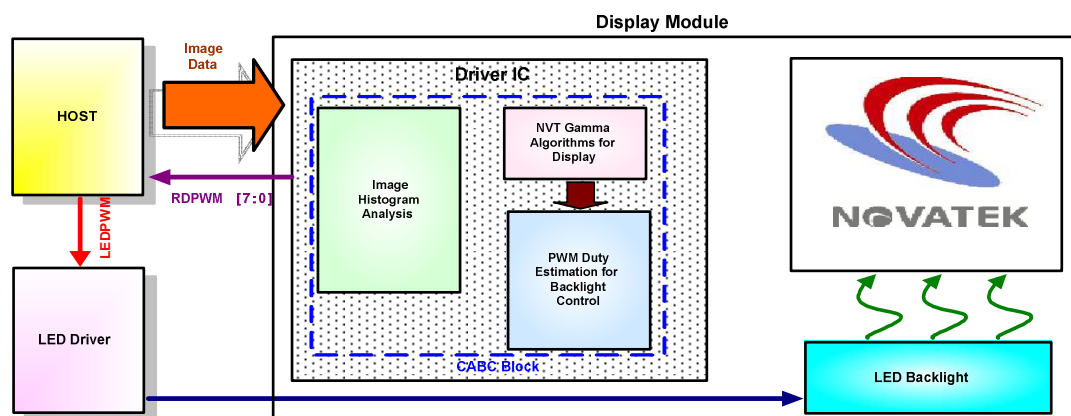 Display Module
Image
Data
Driver IC
HOST
NVT Gamma
Algorithms for
Display
Image
Histogram
Analysis
RDPWM [7:0]
LEDPWM
PWM Duty
Estimation for
Backlight
Control
NOVATEK
LED Driver
CABC Block
LED Backlight